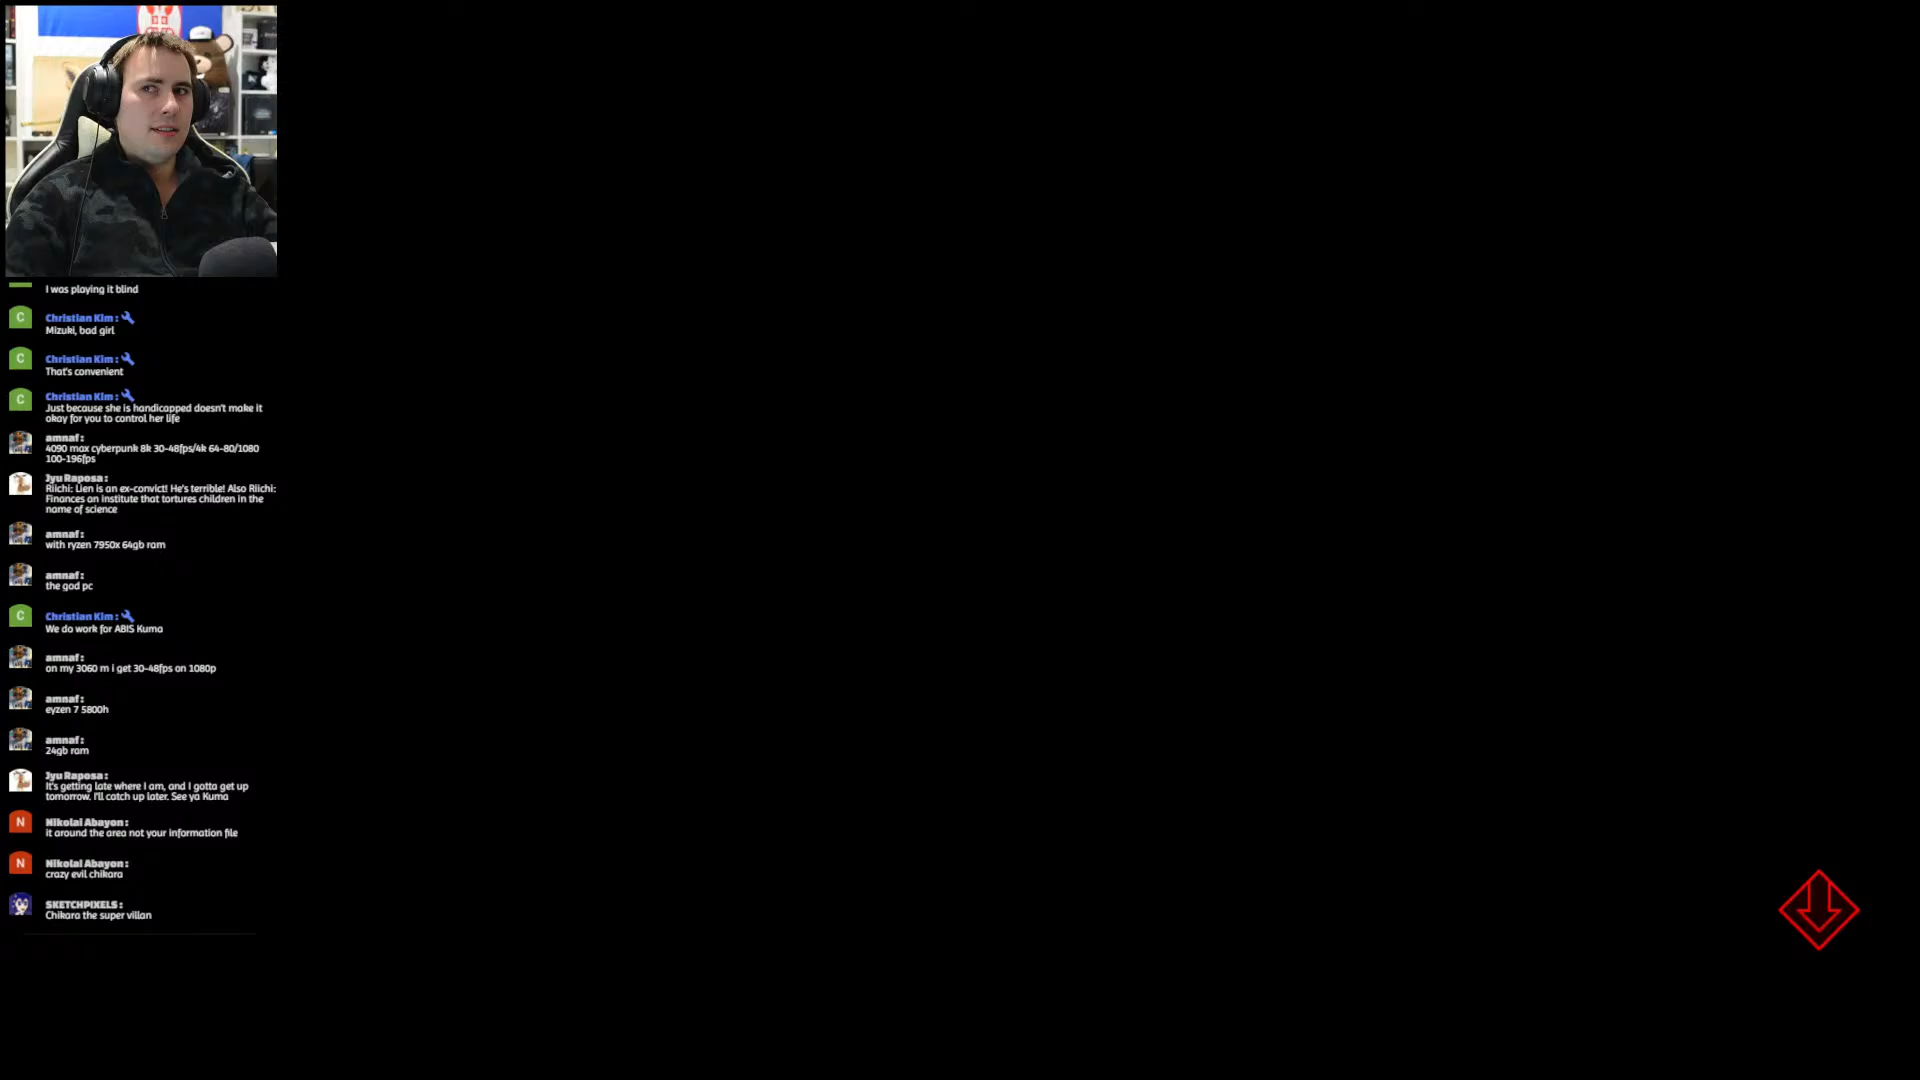 I was playing it blind
C
Christian Kim :
Mizuki, bad girl
C
Christian Kim :
That's convenient
C
Christian Kim :
Just because she is handicapped doesn't make it
okay for you to control her life
amnaf :
4090 max cyberpunk 8k 30-48fps/4k 64-80/1080
100-196fps
Jyu Raposa :
Riichi: Lien is an ex-convict! He's terrible! Also Riichi:
Finances an institute that tortures children in the
name of science
amnaf :
with ryzen 7950x 64gb ram
amnaf :
the god pc
C
Christian Kim :
We do work for ABIS Kuma
amnaf :
on my 3060 m i get 30-48fps on 1080p
amnaf :
eyzen 7 5800h
amnaf :
24gb ram
Jyu Raposa :
It's getting late where I am, and I gotta get up
tomorrow. I'll catch up later. See ya Kuma
N
Nikolai Abayon :
it around the area not your information file
N
Nikolai Abayon :
crazy evil chikara
SKETCHPIXELS :
Chikara the super villan